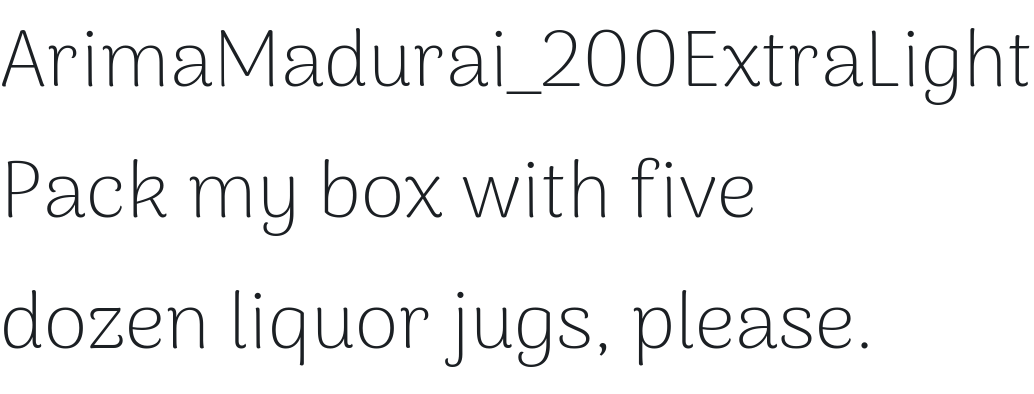 ArimaMadurai_200ExtraLight
Pack my box with five
dozen liquor jugs, please.